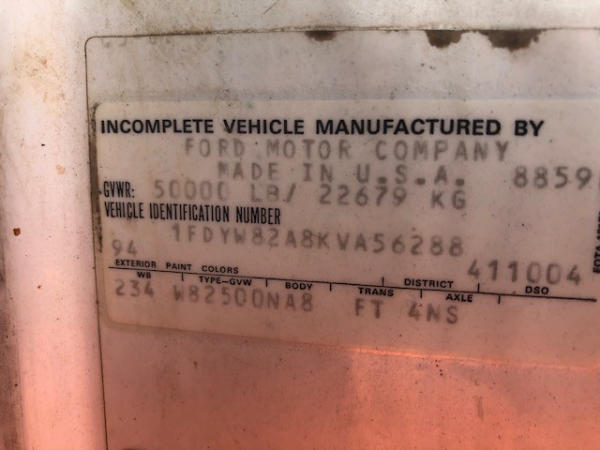 INCOMPLETE VEHICLE MANUFACTURED BY
FORD MOTOR COMPANY
MADE IN U.S.A. 8859
GVWR: 50000 LB/ 22679 KG
VEHICLE IDENTIFICATION NUMBER
1FDYW82A8KVA56288
94 411004
EXTERIOR PAINT COLORS DISTRICT DSO
WB TYPE-GVW BODY TRANS AXLE
234 W82500NA8 FT 4NS